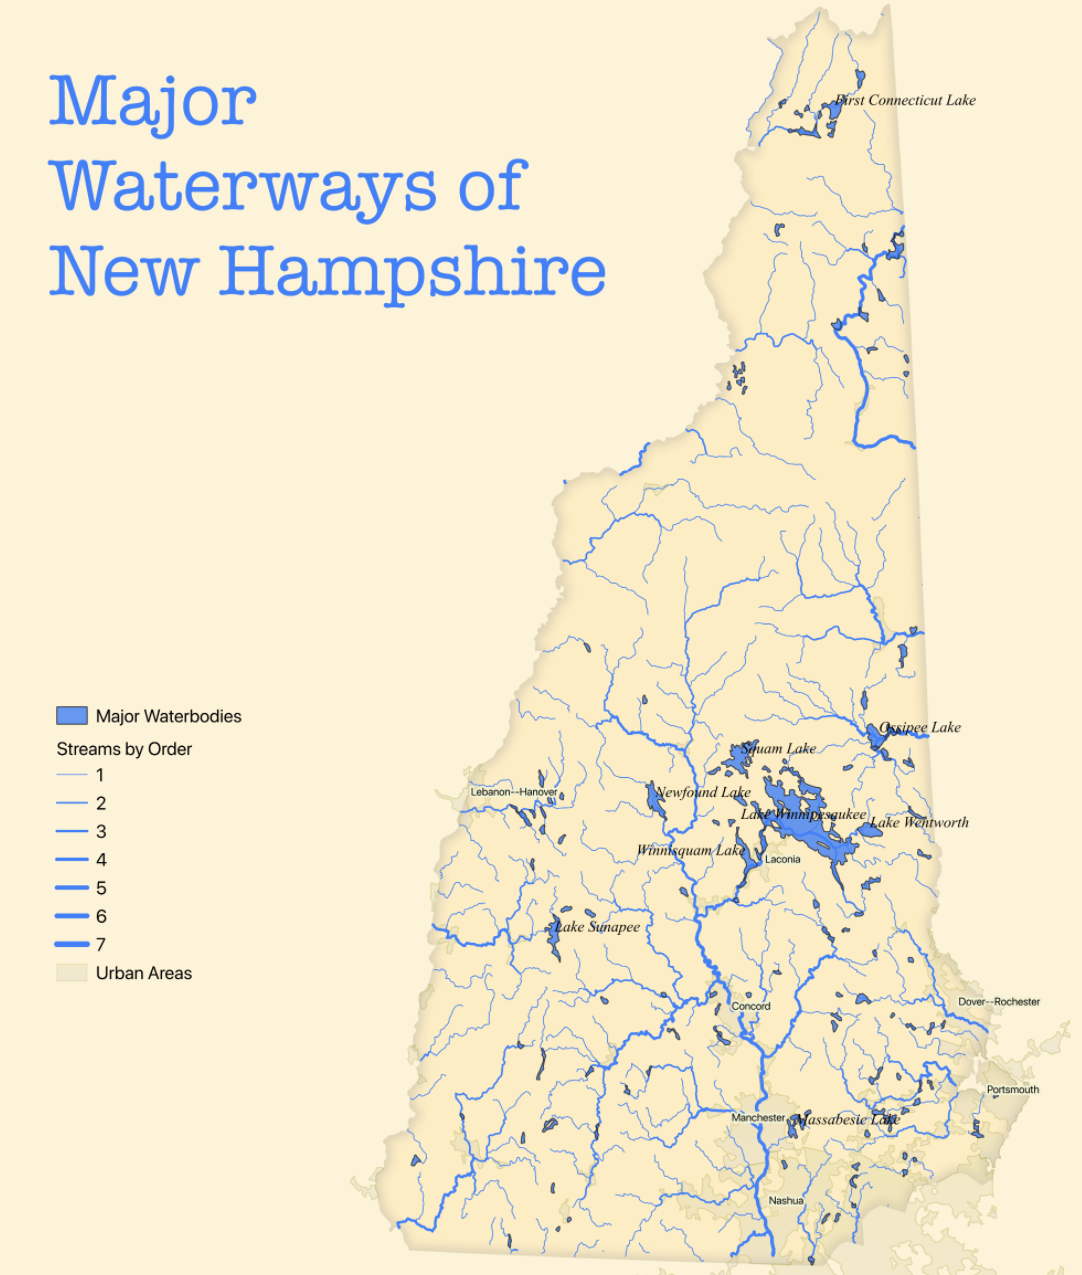 Major
Waterways of
New Hampshire
First Connecticut Lake
Major Waterbodies
Streams by Order
1
2
3
4
5
6
7
Urban Areas
Ossipee Lake
Squam Lake
Lebanon--Hanover
Newfound Lake
Lake Winnipesaukee
Lake Wentworth
Winnisquam Lake
Laconia
Lake Sunapee
Dover--Rochester
Concord
Portsmouth
Manchester
Massabesic Lake
Nashua